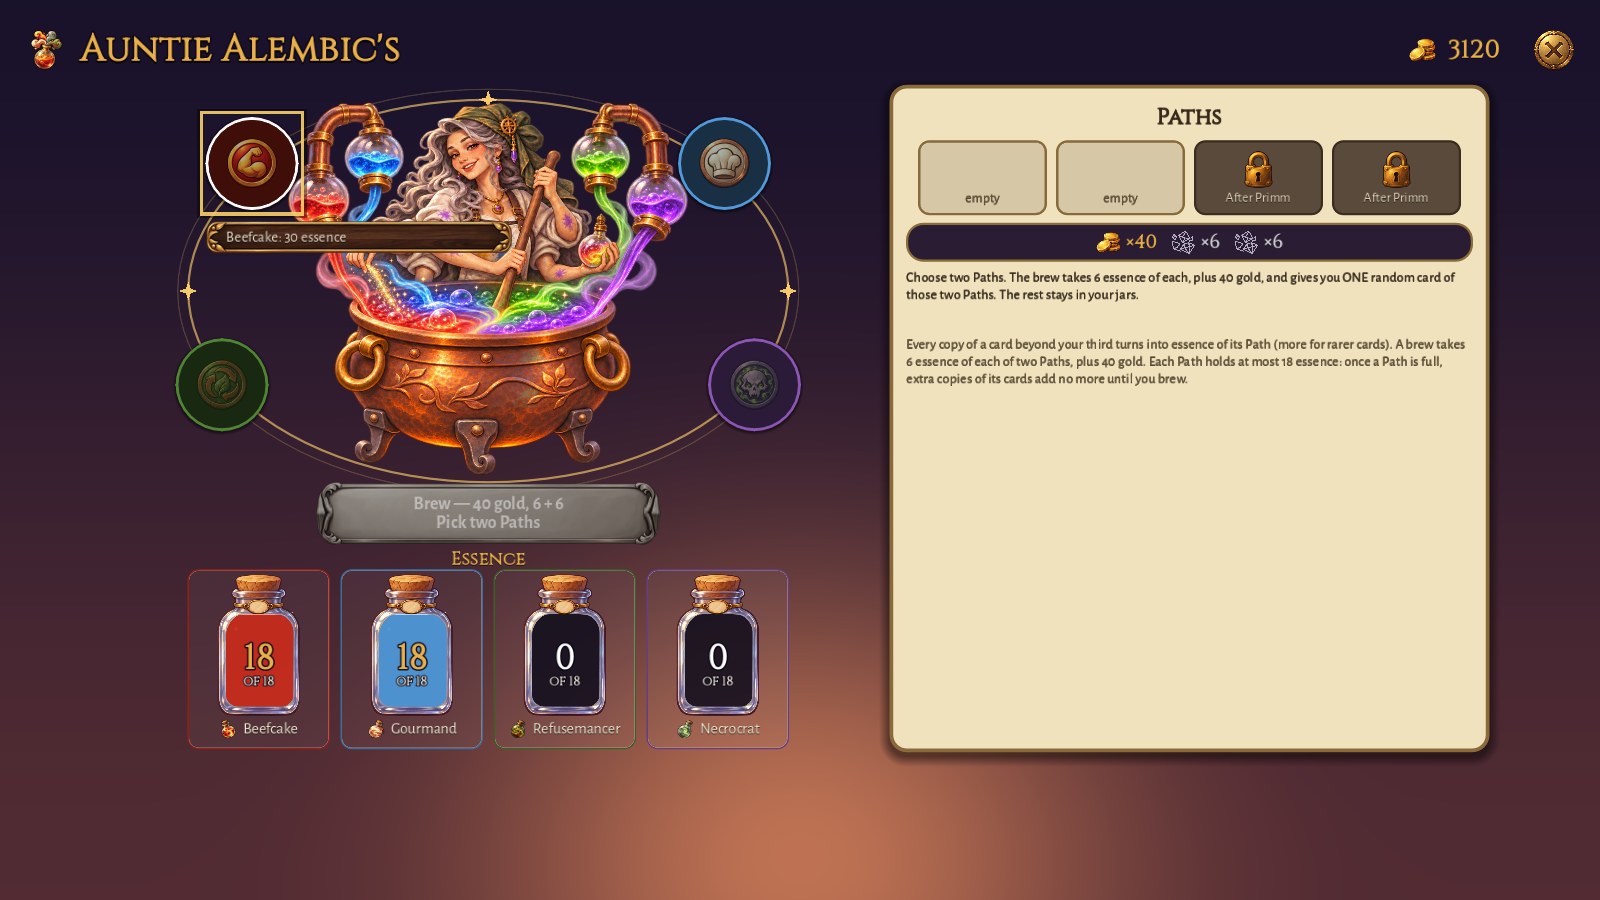 Auntie Alembic's
3120
Beefcake: 30 essence
Brew — 40 gold, 6 + 6
Pick two Paths
Essence
18
OF 18
Beefcake
18
OF 18
Gourmand
0
OF 18
Refusemancer
0
OF 18
Necrocrat
Paths
empty
empty
After Primm
After Primm
×40 ×6 ×6
Choose two Paths. The brew takes 6 essence of each, plus 40 gold, and gives you ONE random card of
those two Paths. The rest stays in your jars.
Every copy of a card beyond your third turns into essence of its Path (more for rarer cards). A brew takes
6 essence of each of two Paths, plus 40 gold. Each Path holds at most 18 essence: once a Path is full,
extra copies of its cards add no more until you brew.